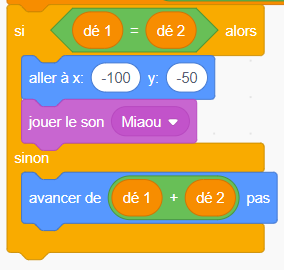 si dé 1 = dé 2 alors
aller à x: -100 y: -50
jouer le son Miaou
sinon
avancer de dé 1 + dé 2 pas